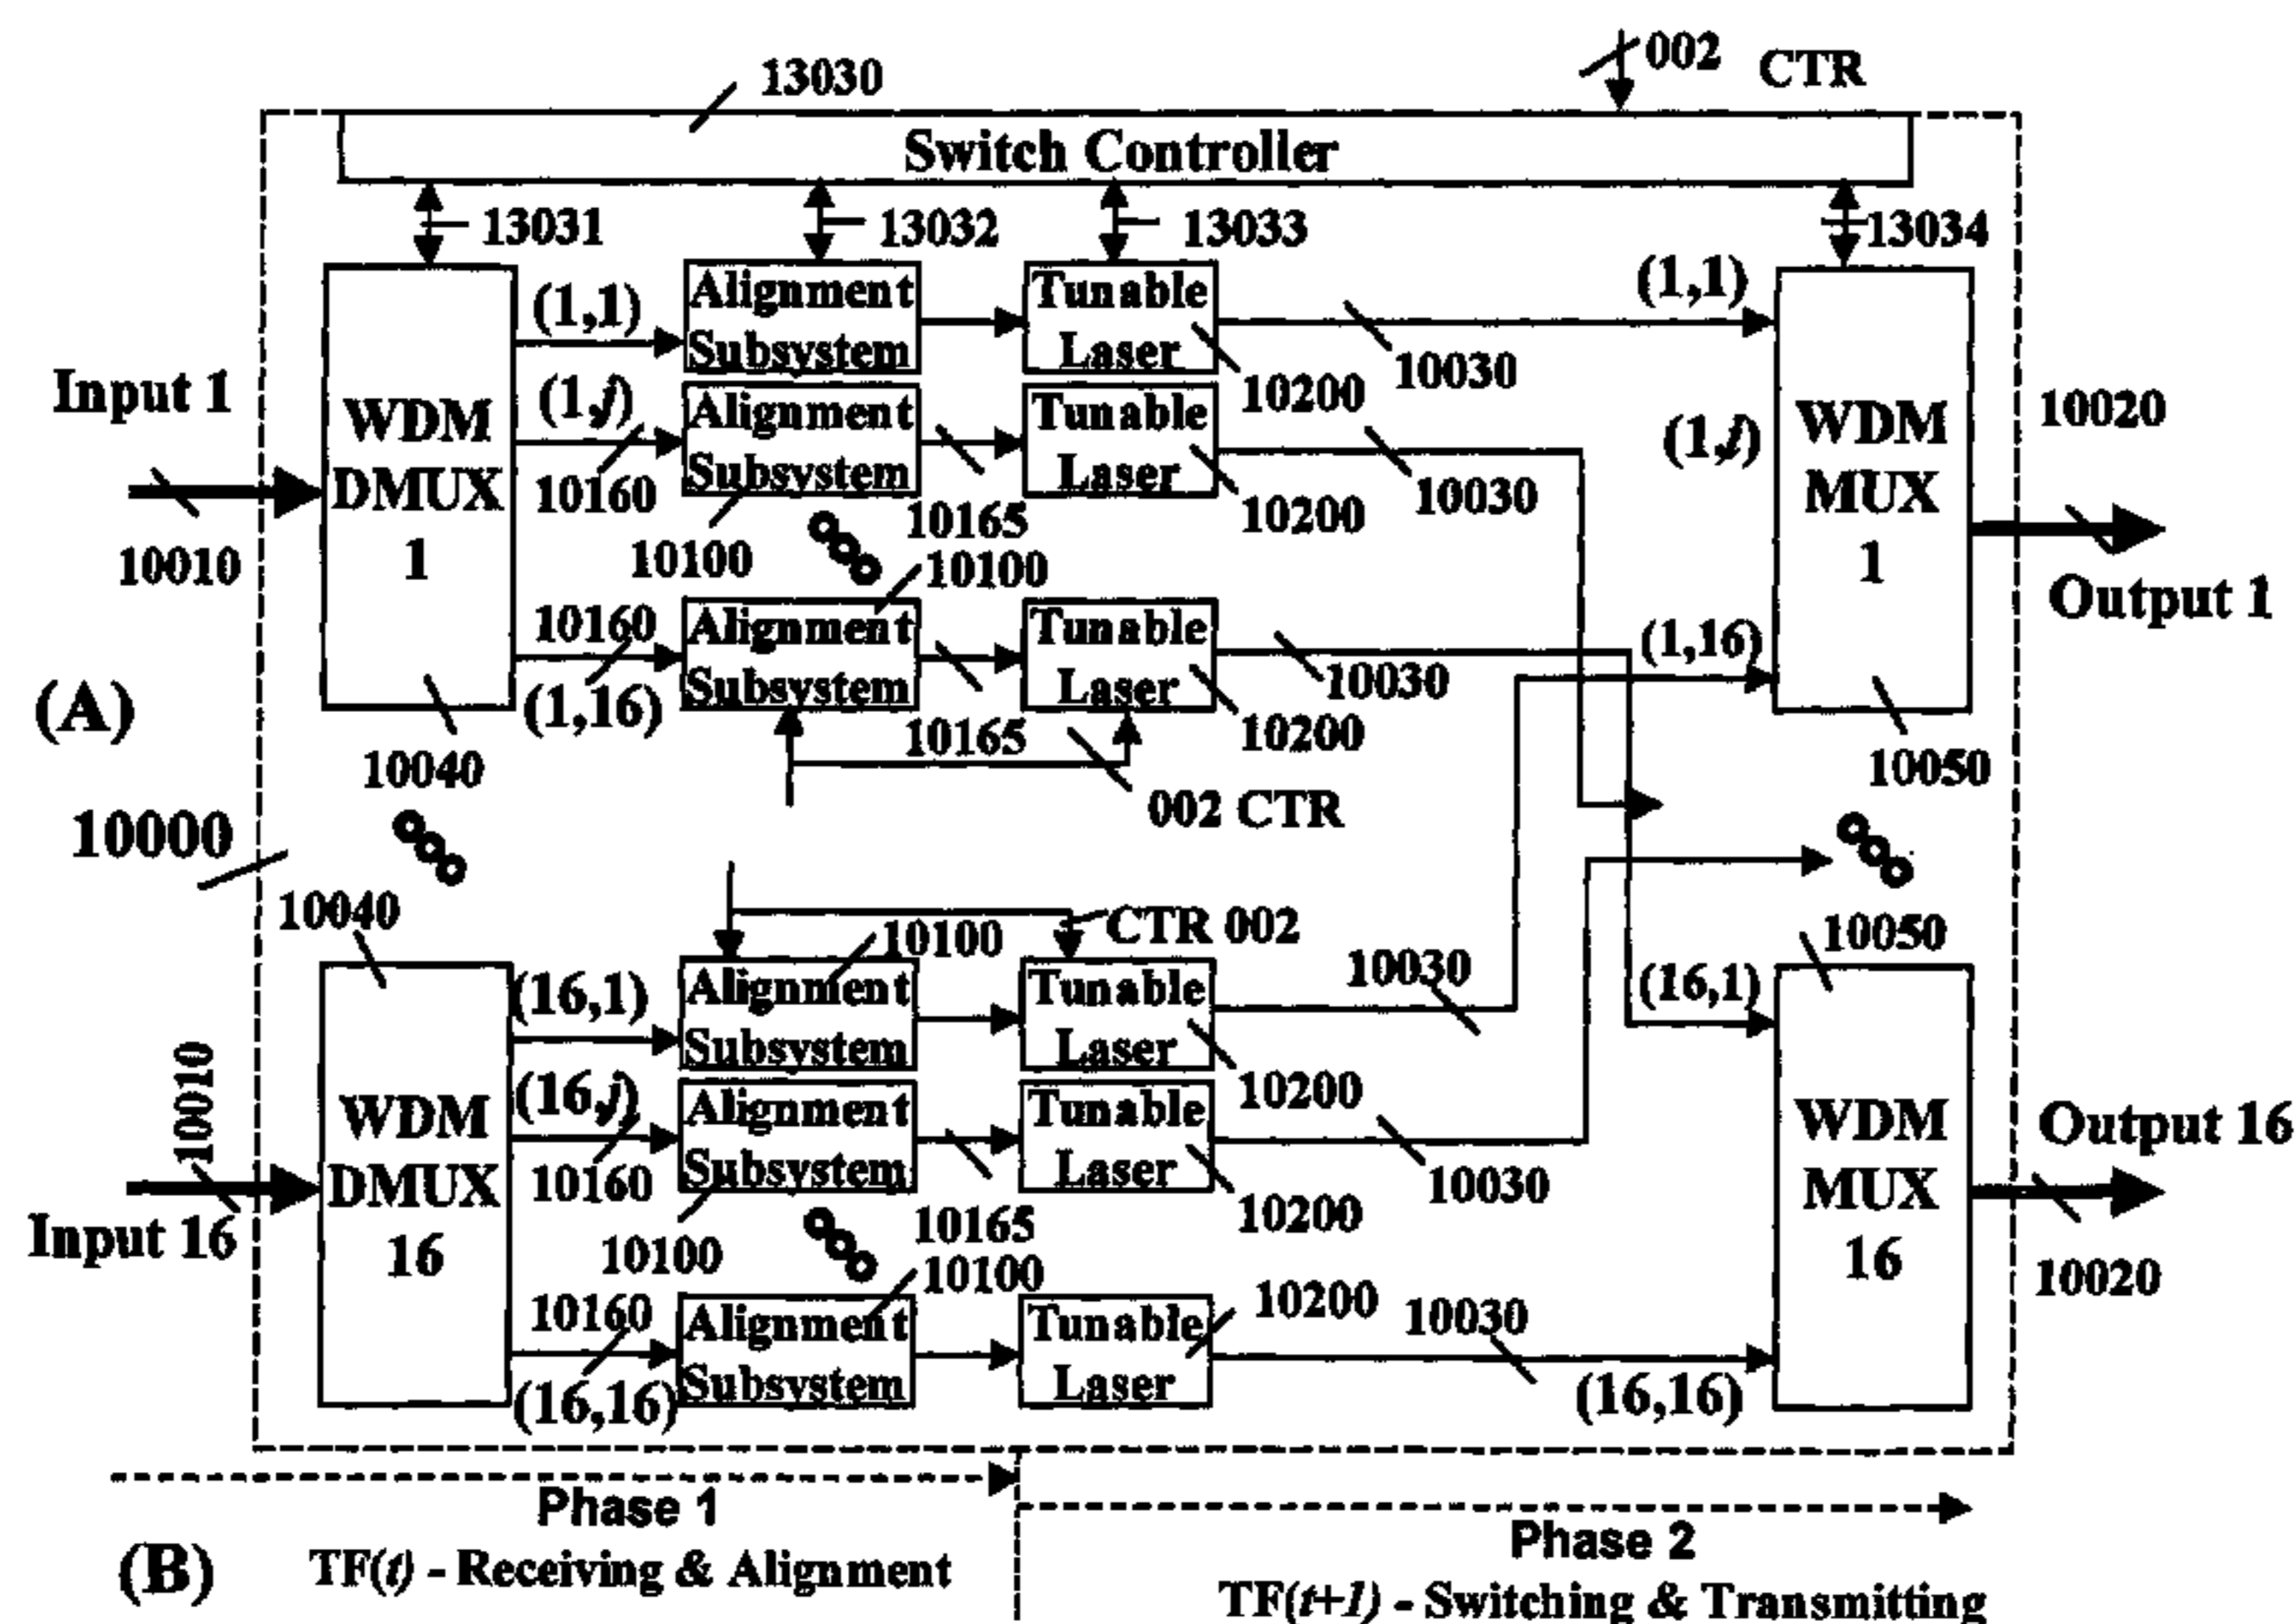 002 CTR
13030
Switch Controller
13031
13032
13033
13034
Input 1
10010
WDM
DMUX
1
10040
(1,1)
(1,j)
10160
10160
(1,16)
Alignment
Subsystem
Alignment
Subsystem
10100
10100
Alignment
Subsystem
10165
10165
Tunable
Laser
10200
Tunable
Laser
10200
Tunable
Laser
10200
002 CTR
10030
10030
10030
(1,1)
(1,j)
(1,16)
WDM
MUX
1
10050
10020
Output 1
(A)
10000
10040
Input 16
10010
WDM
DMUX
16
(16,1)
(16,j)
10160
10160
(16,16)
CTR 002
10100
Alignment
Subsystem
Alignment
Subsystem
10100
10100
Alignment
Subsystem
10165
Tunable
Laser
10200
Tunable
Laser
10200
Tunable
Laser
10200
10030
10030
10030
(16,1)
(16,16)
10050
WDM
MUX
16
Output 16
10020
Phase 1
(B)
TF(t) - Receiving & Alignment
Phase 2
TF(t+1) - Switching & Transmitting